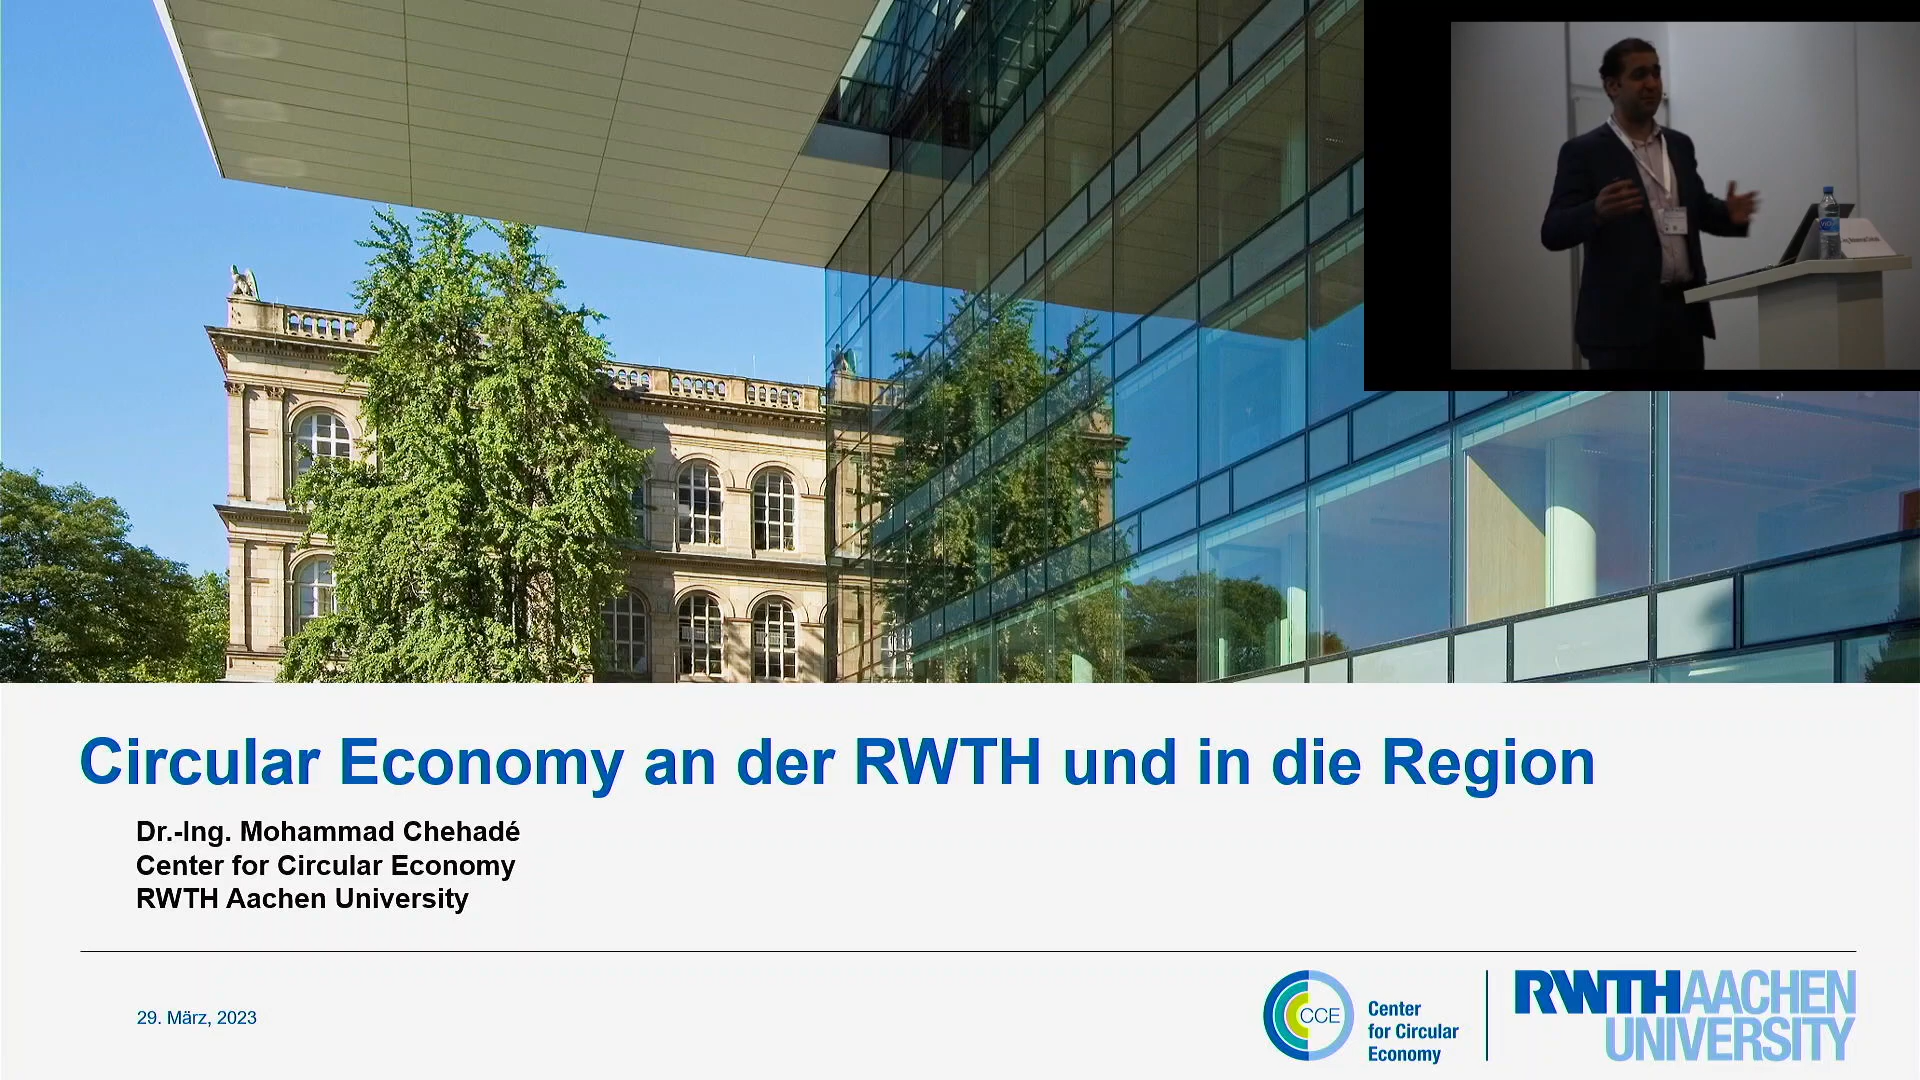 Circular Economy an der RWTH und in die Region
Dr.-Ing. Mohammad Chehadé
Center for Circular Economy
RWTH Aachen University
29. März, 2023
CCE
Center
for Circular
Economy
RWTHAACHEN
UNIVERSITY